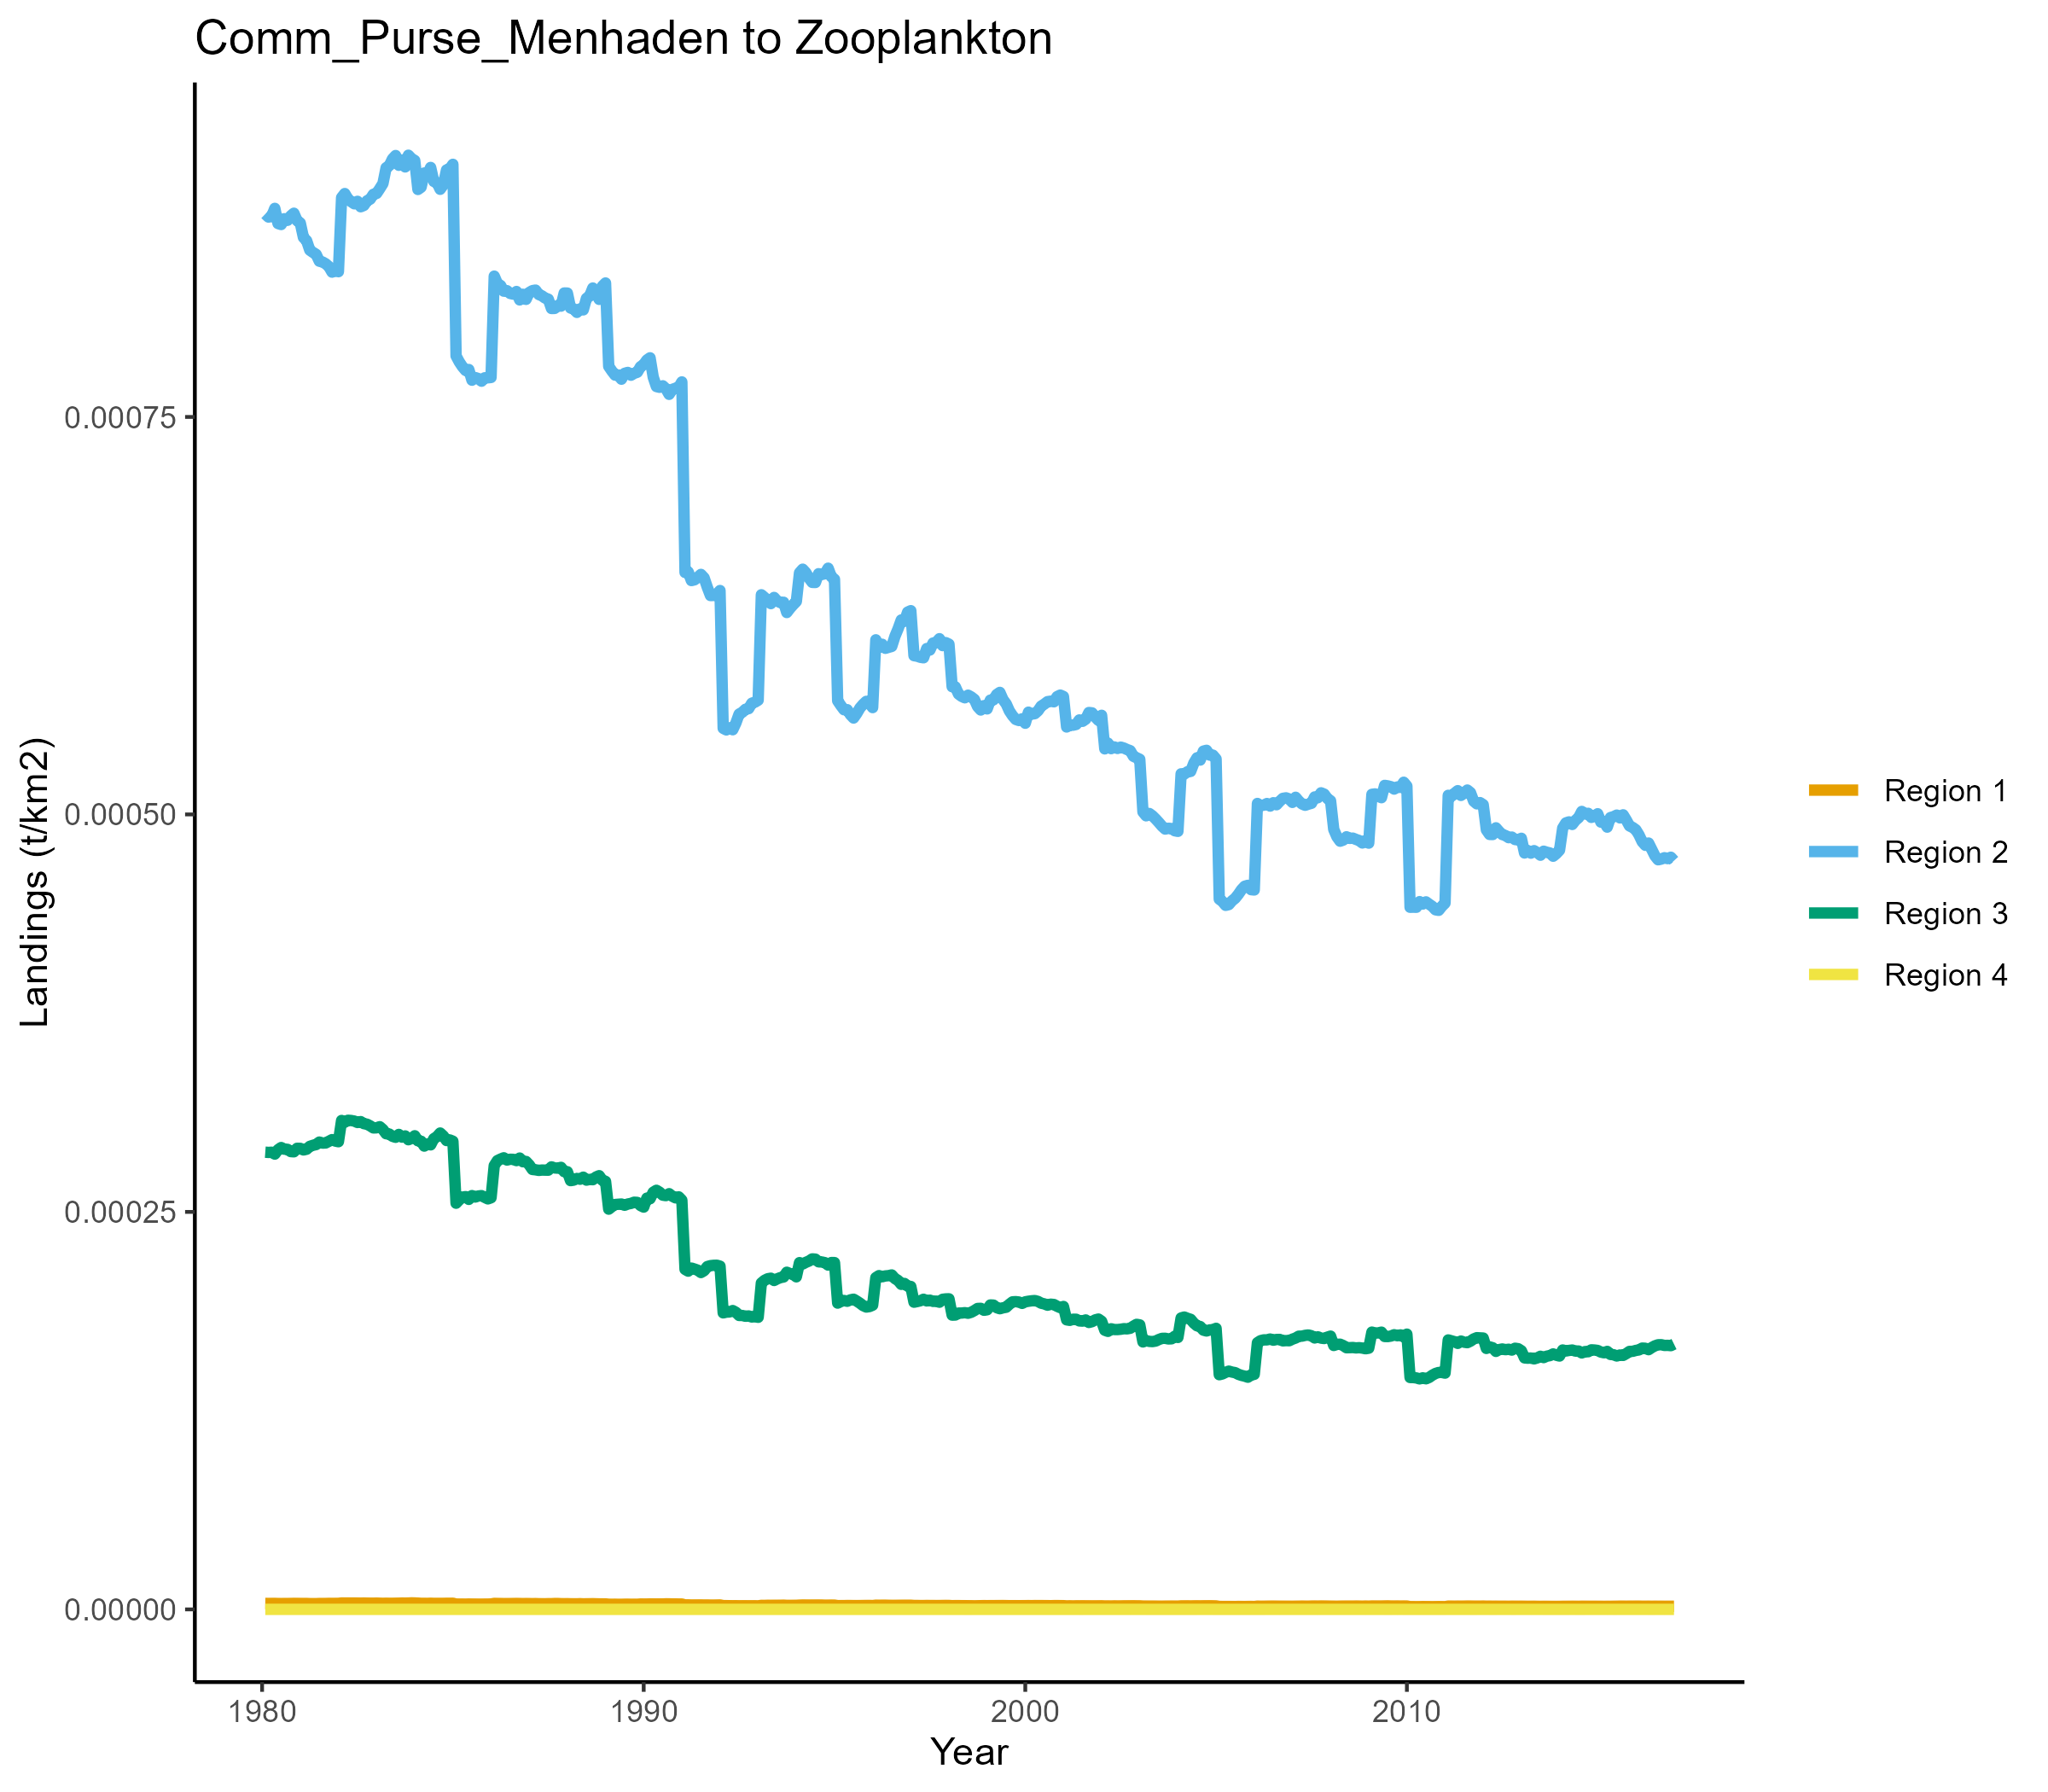 Comm_Purse_Menhaden to Zooplankton
Landings (t/km2)
0.00075
0.00050
0.00025
0.00000
1980
1990
2000
2010
Year
Region 1
Region 2
Region 3
Region 4